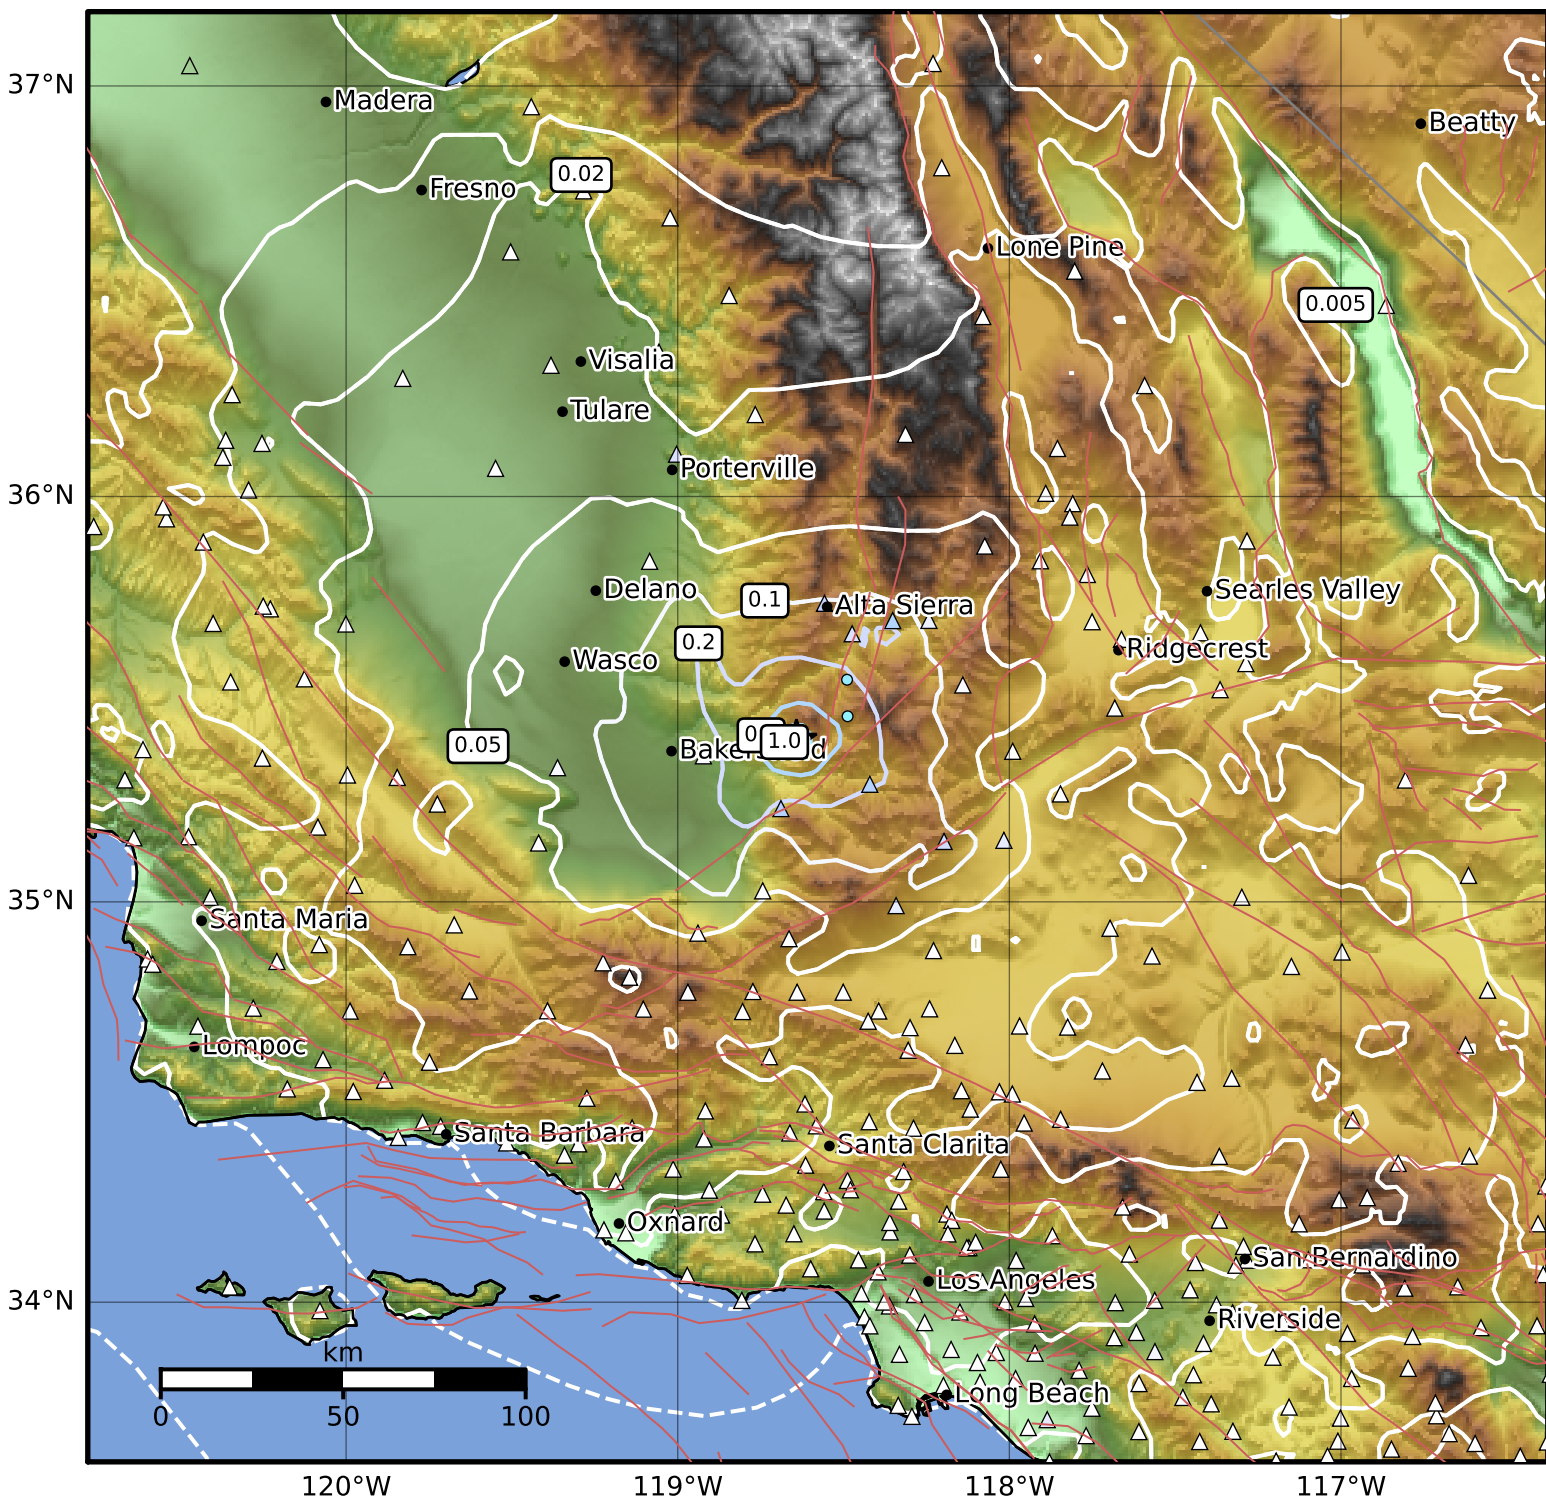 37°N
Madera
Beatty
0.02
Fresno
Lone Pine
0.005
Visalia
Tulare
Porterville
36°N
Delano
0.1
Alta Sierra
Searles Valley
0.2
Wasco
Ridgecrest
0.05
1.0
35°N
Santa Maria
Lompoc
Santa Barbara
Santa Clarita
Oxnard
San Bernardino
Los Angeles
34°N
Riverside
km
Long Beach
0 50 100
120°W 119°W 118°W 117°W